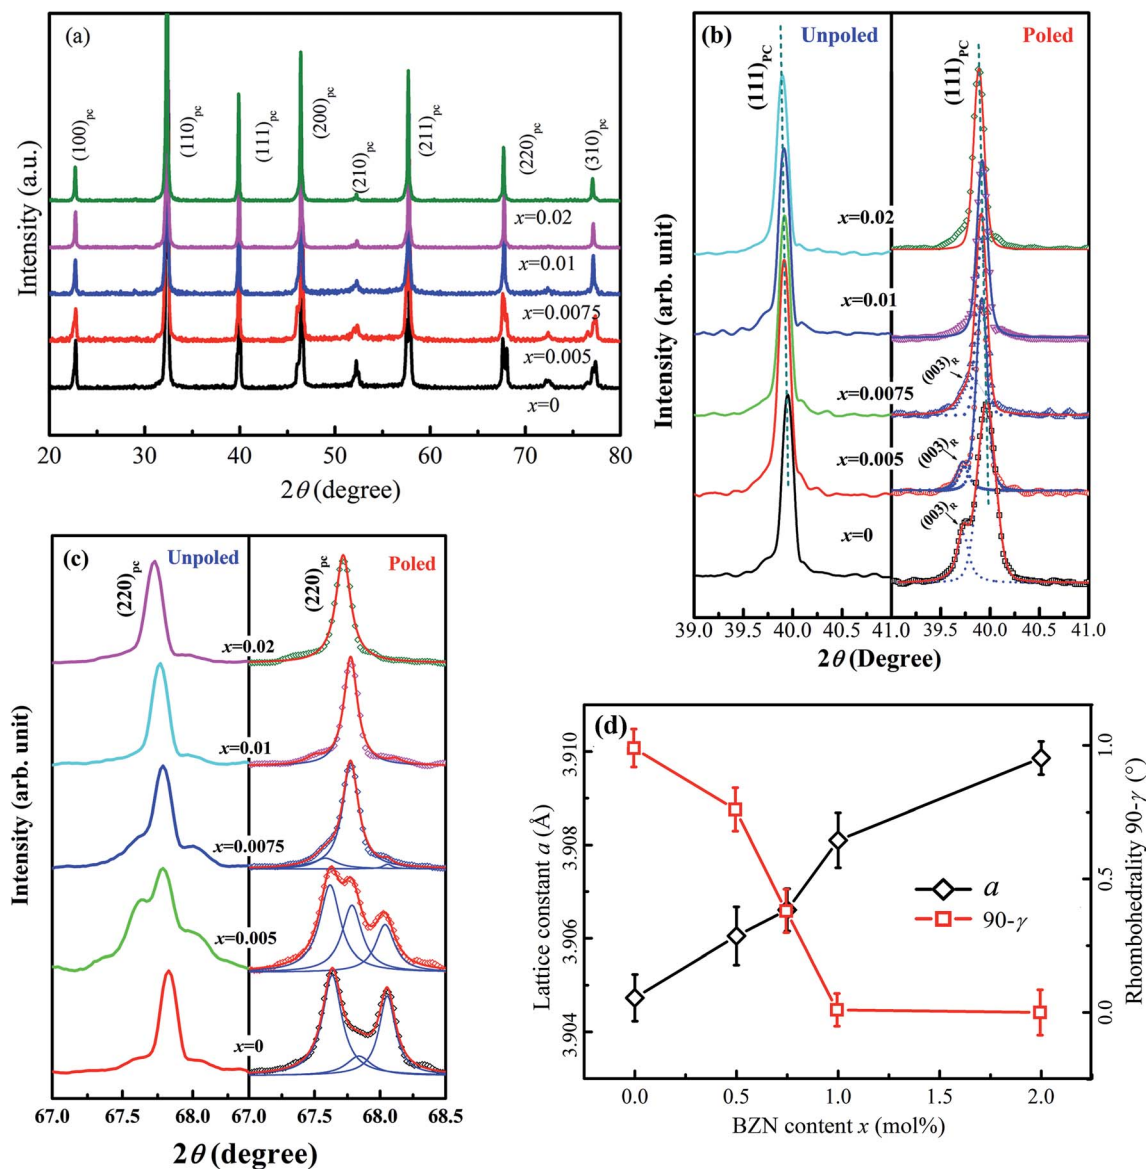 (a)
(100)pc
(110)pc
(111)pc
(200)pc
(210)pc
(211)pc
(220)pc
(310)pc
x=0.02
x=0.01
x=0.0075
x=0.005
x=0
Intensity (a.u.)
20 30 40 50 60 70 80
2θ (degree)
(b) Unpoled Poled
(111)PC (111)PC
x=0.02
x=0.01
x=0.0075
x=0.005
x=0
(003)R
(003)R
(003)R
Intensity (arb. unit)
39.0 39.5 40.0 40.5 41.0 39.5 40.0 40.5 41.0
2θ (Degree)
(c) Unpoled Poled
(220)pc (220)pc
x=0.02
x=0.01
x=0.0075
x=0.005
x=0
Intensity (arb. unit)
67.0 67.5 68.0 67.0 67.5 68.0 68.5
2θ (degree)
(d)
3.910
3.908
3.906
3.904
Lattice constant a (Å)
1.0
0.5
0.0
Rhombohedrality 90-γ (°)
a
90-γ
0.0 0.5 1.0 1.5 2.0
BZN content x (mol%)